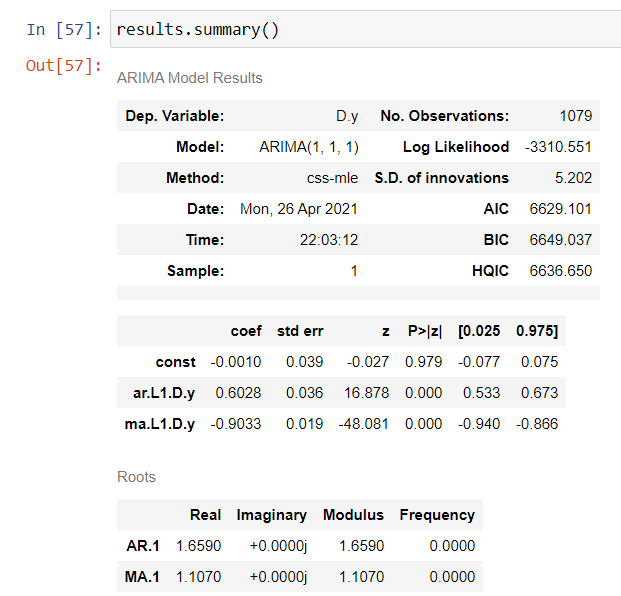 In [57]: results.summary()
Out[57]:
ARIMA Model Results
Dep. Variable: D.y No. Observations: 1079
Model: ARIMA(1, 1, 1) Log Likelihood -3310.551
Method: css-mle S.D. of innovations 5.202
Date: Mon, 26 Apr 2021 AIC 6629.101
Time: 22:03:12 BIC 6649.037
Sample: 1 HQIC 6636.650
coef std err z P>|z| [0.025 0.975]
const -0.0010 0.039 -0.027 0.979 -0.077 0.075
ar.L1.D.y 0.6028 0.036 16.878 0.000 0.533 0.673
ma.L1.D.y -0.9033 0.019 -48.081 0.000 -0.940 -0.866
Roots
Real Imaginary Modulus Frequency
AR.1 1.6590 +0.0000j 1.6590 0.0000
MA.1 1.1070 +0.0000j 1.1070 0.0000